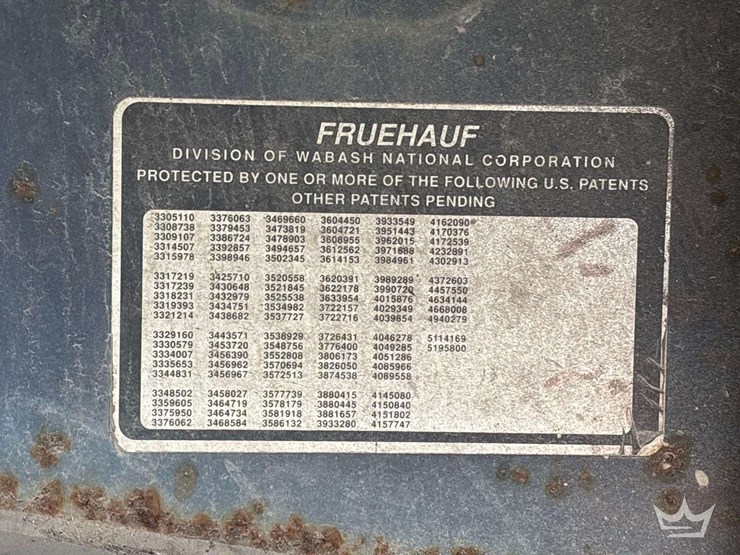 FRUEHAUF
DIVISION OF WABASH NATIONAL CORPORATION
PROTECTED BY ONE OR MORE OF THE FOLLOWING U.S. PATENTS
OTHER PATENTS PENDING
3305110 3376063 3469660 3604450 3933549 4162090
3308738 3379453 3473819 3604721 3951443 4170376
3309107 3386724 3478903 3608955 3962015 4172539
3314507 3392857 3494657 3612562 3971688 4232891
3315978 3398946 3502345 3614153 3984961 4302913
3317219 3425710 3520558 3620391 3989289 4372603
3317239 3430648 3521845 3622178 3990720 4457550
3318231 3432979 3525538 3633954 4015876 4634144
3319393 3434751 3534982 3722157 4029349 4668008
3321214 3438682 3537727 3722716 4039854 4940279
3329160 3443571 3538929 3726431 4046278 5114169
3330579 3453720 3548756 3776400 4049285 5195800
3334007 3456390 3552808 3806173 4051286
3335653 3456962 3570694 3826050 4085966
3344831 3456967 3572513 3874538 4089558
3348502 3458027 3577739 3880415 4145080
3359605 3464719 3578179 3880445 4150840
3375950 3464734 3581918 3881657 4151802
3376062 3468584 3586132 3933280 4157747